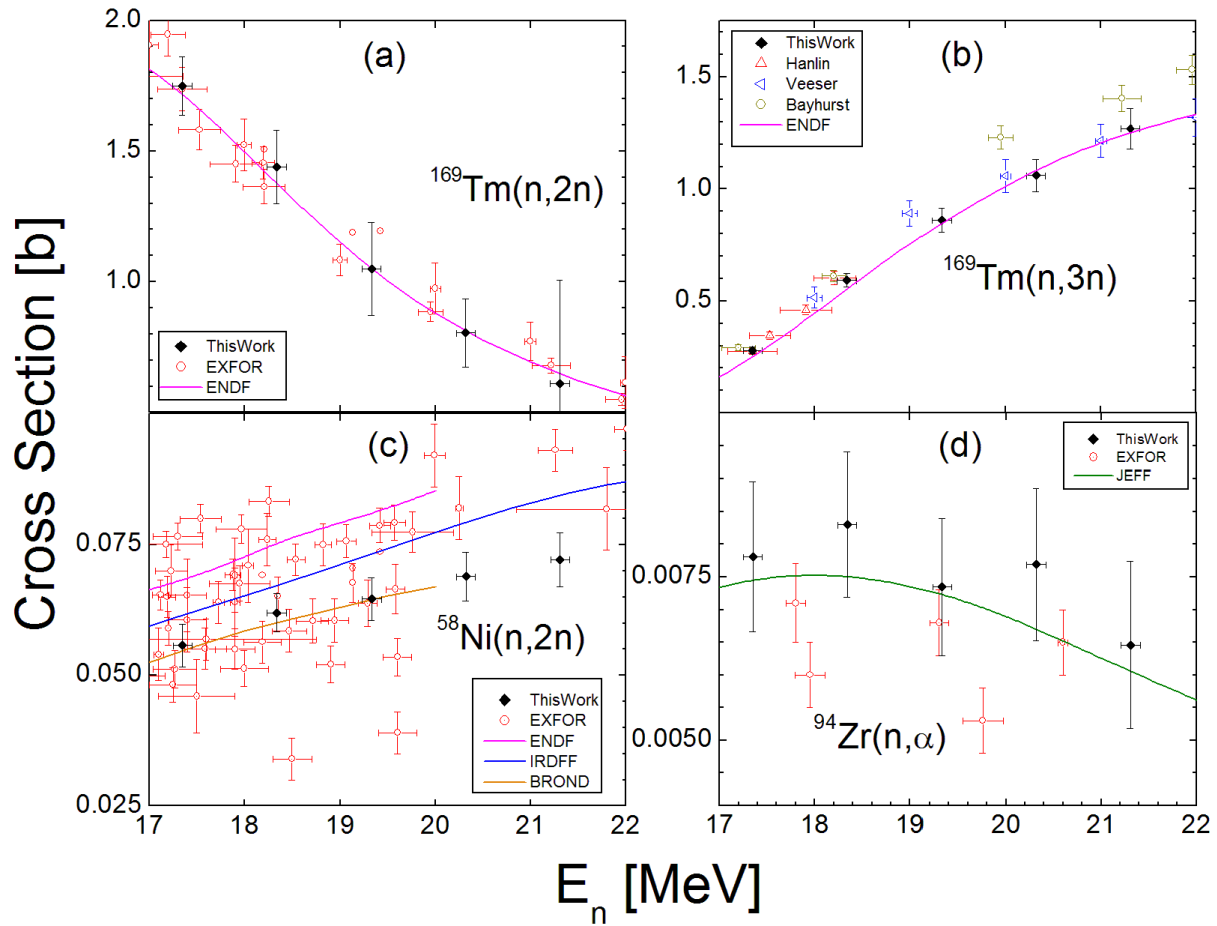 Cross Section [b]
2.0
1.5
1.0
(a)
¹⁶⁹Tm(n,2n)
ThisWork
EXFOR
ENDF
(b)
ThisWork
Hanlin
Veeser
Bayhurst
ENDF
1.5
1.0
0.5
¹⁶⁹Tm(n,3n)
(c)
0.075
0.050
0.025
⁵⁸Ni(n,2n)
ThisWork
EXFOR
ENDF
IRDFF
BROND
17 18 19 20 21 22
(d)
ThisWork
EXFOR
JEFF
0.0075
0.0050
⁹⁴Zr(n,α)
17 18 19 20 21 22
Eₙ [MeV]